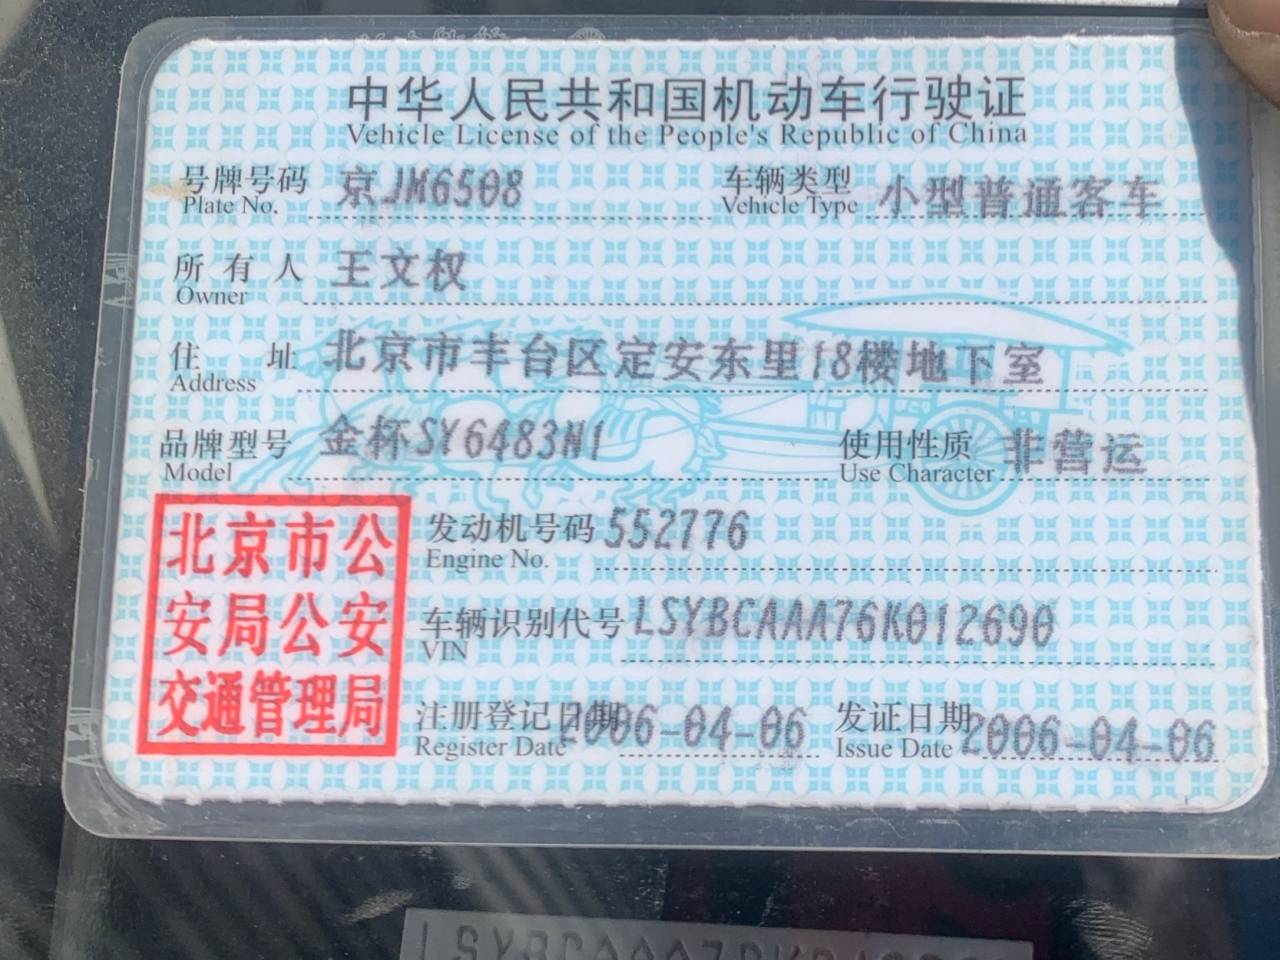 中华人民共和国机动车行驶证
Vehicle License of the People's Republic of China
号牌号码 京JM6508 车辆类型 小型普通客车
Plate No. Vehicle Type
所有人 王文权
Owner
住址 北京市丰台区定安东里18楼地下室
Address
品牌型号 金杯SY6483N1 使用性质 非营运
Model Use Character
北京市公
安局公安
交通管理局
发动机号码 552776
Engine No.
车辆识别代号 LSYBCAAA76K012690
VIN
注册登记日期 2006-04-06 发证日期 2006-04-06
Register Date Issue Date